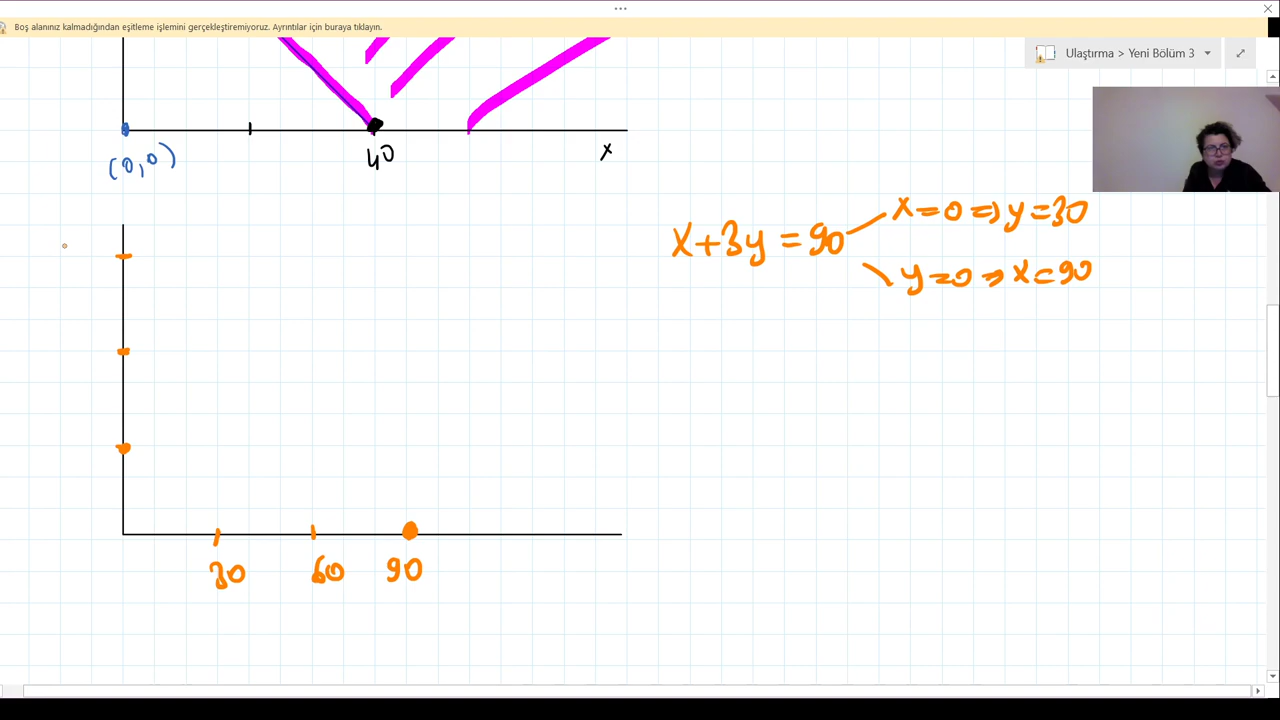 Boş alanınız kalmadığından eşitleme işlemini gerçekleştiremiyoruz. Ayrıntılar için buraya tıklayın.
Ulaştırma > Yeni Bölüm 3
40
x
(0,0)
x+3y=90
x=0⇒y=30
y=0⇒x=90
30 60 90